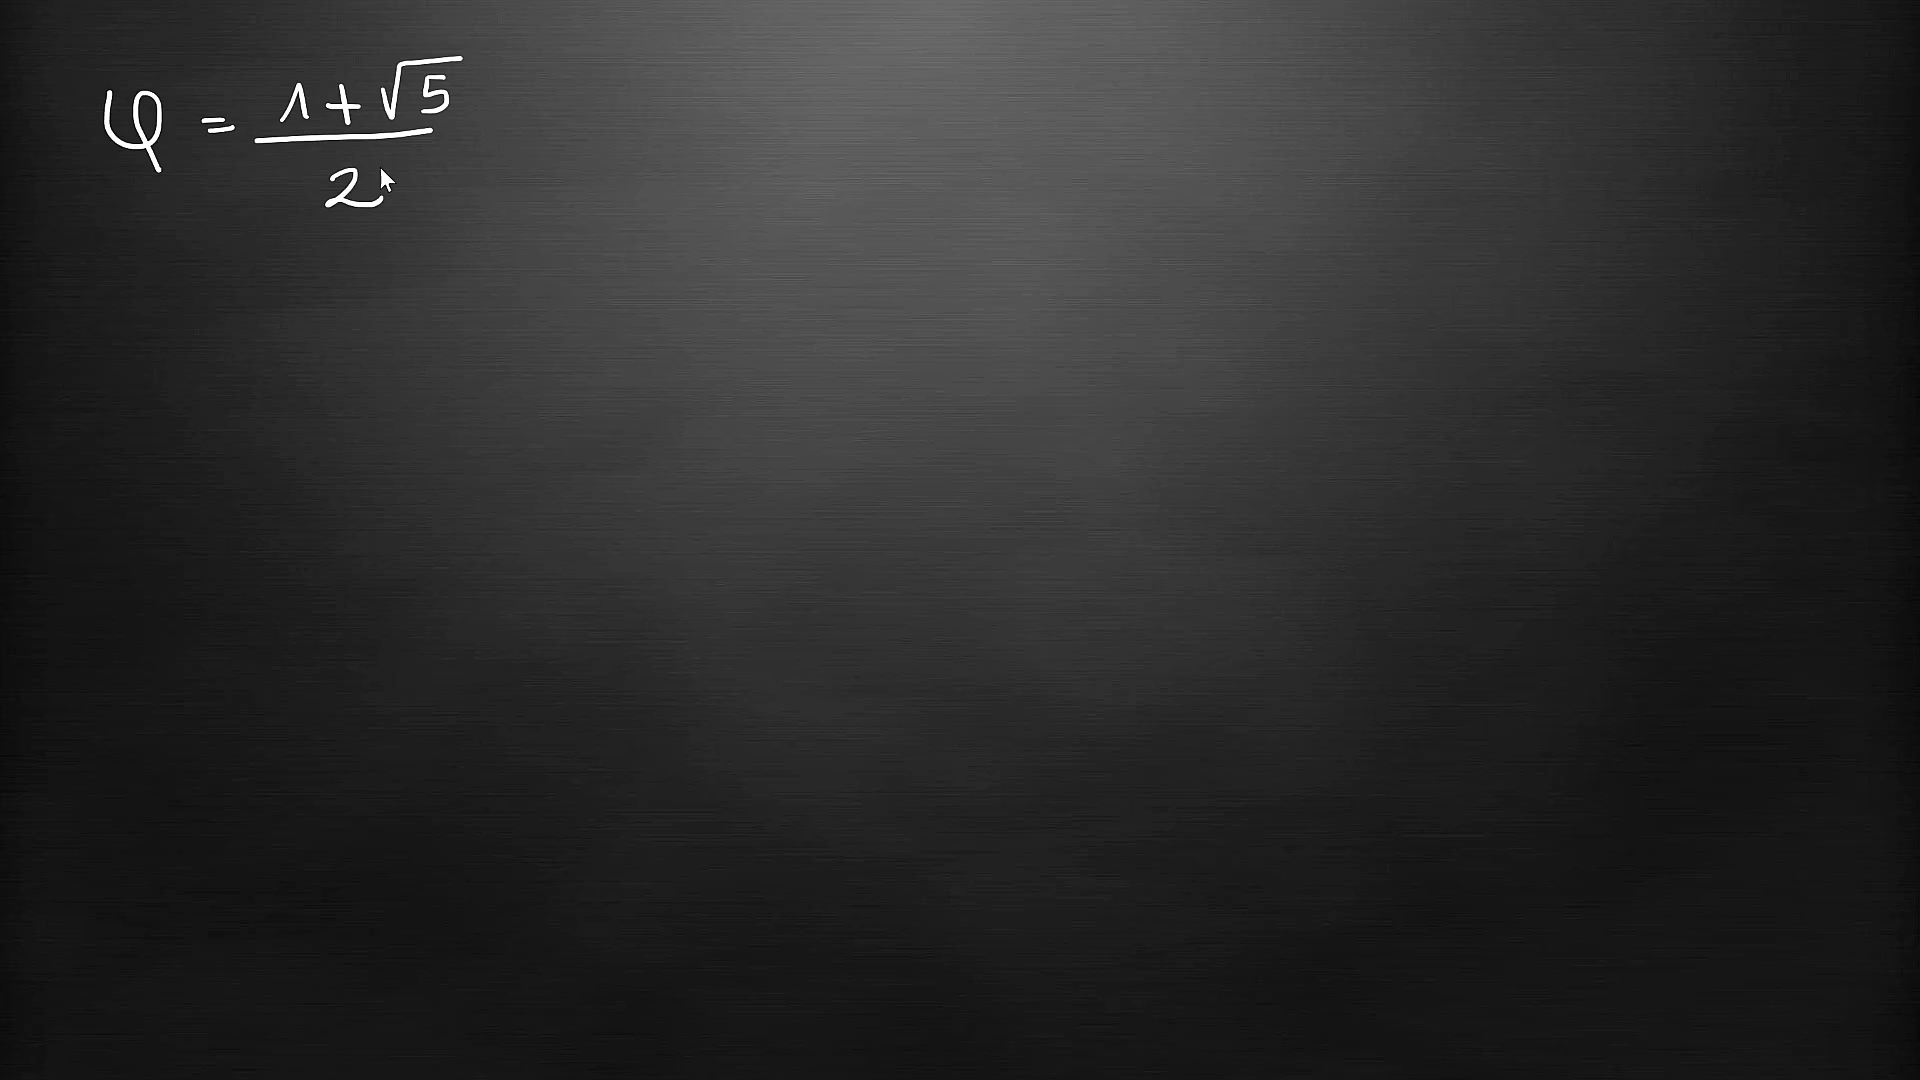 φ = (1 + √5) / 2